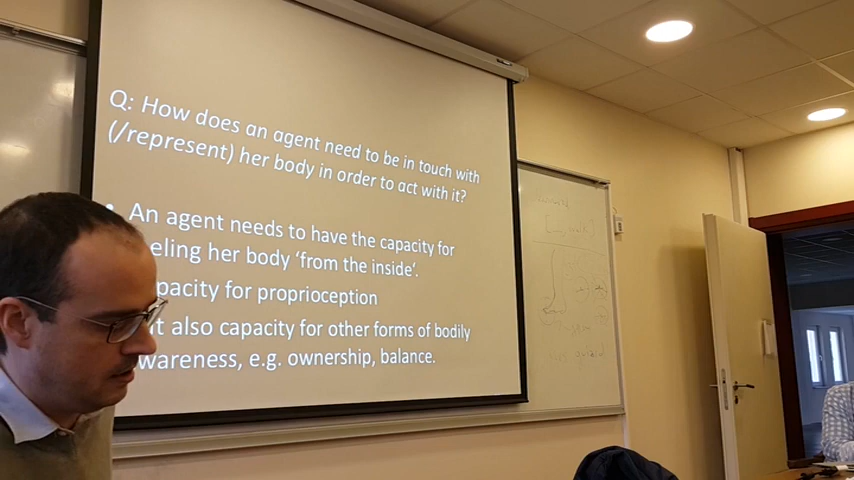 Q: How does an agent need to be in touch with
(/represent) her body in order to act with it?
• An agent needs to have the capacity for
eling her body 'from the inside'.
pacity for proprioception
t also capacity for other forms of bodily
wareness, e.g. ownership, balance.